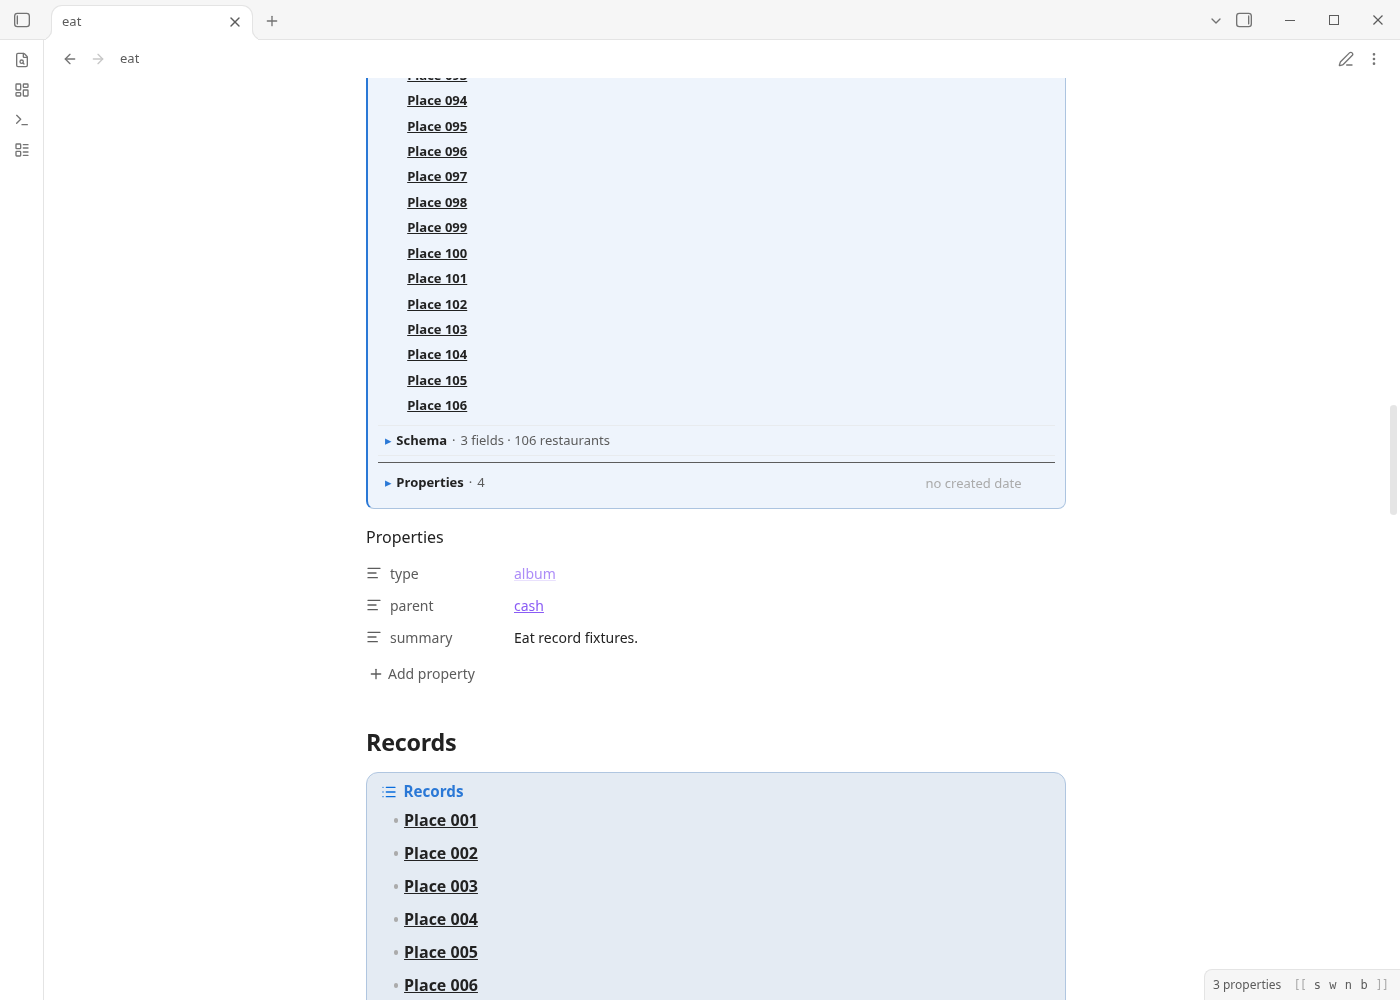 eat
eat
Place 093
Place 094
Place 095
Place 096
Place 097
Place 098
Place 099
Place 100
Place 101
Place 102
Place 103
Place 104
Place 105
Place 106
Schema · 3 fields · 106 restaurants
Properties · 4 no created date
Properties
type album
parent cash
summary Eat record fixtures.
Add property
Records
Records
Place 001
Place 002
Place 003
Place 004
Place 005
Place 006
3 properties [[ s w n b ]]